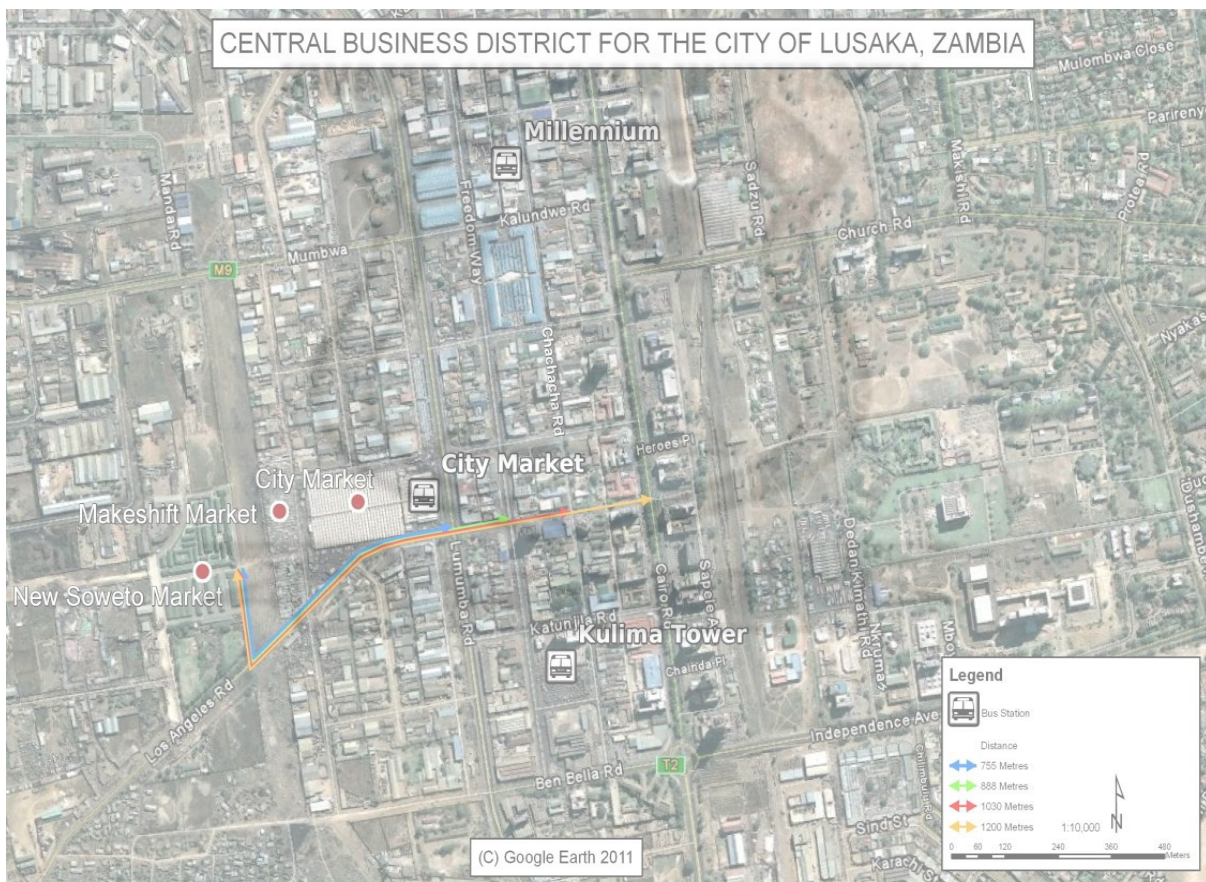 CENTRAL BUSINESS DISTRICT FOR THE CITY OF LUSAKA, ZAMBIA
Mulombwa Close
Millennium
Manda Rd
Freedom Way
Sadzu Rd
Makishi Rd
Protea Rd
Kalundwe Rd
Church Rd
Mumbwa
M9
Chachacha Rd
Heroes Pl
City Market
City Market
Makeshift Market
New Soweto Market
Lumumba Rd
Cairo Rd
Dedan Kimathi Rd
Katunjila Rd
Kulima Tower
Chainda Pl
Los Angeles Rd
Independence Ave
Ben Bella Rd
T2
Sind St
(C) Google Earth 2011
Legend
Bus Station
Distance
755 Metres
888 Metres
1030 Metres
1200 Metres
1:10,000
N
0 60 120 240 360 480
Meters